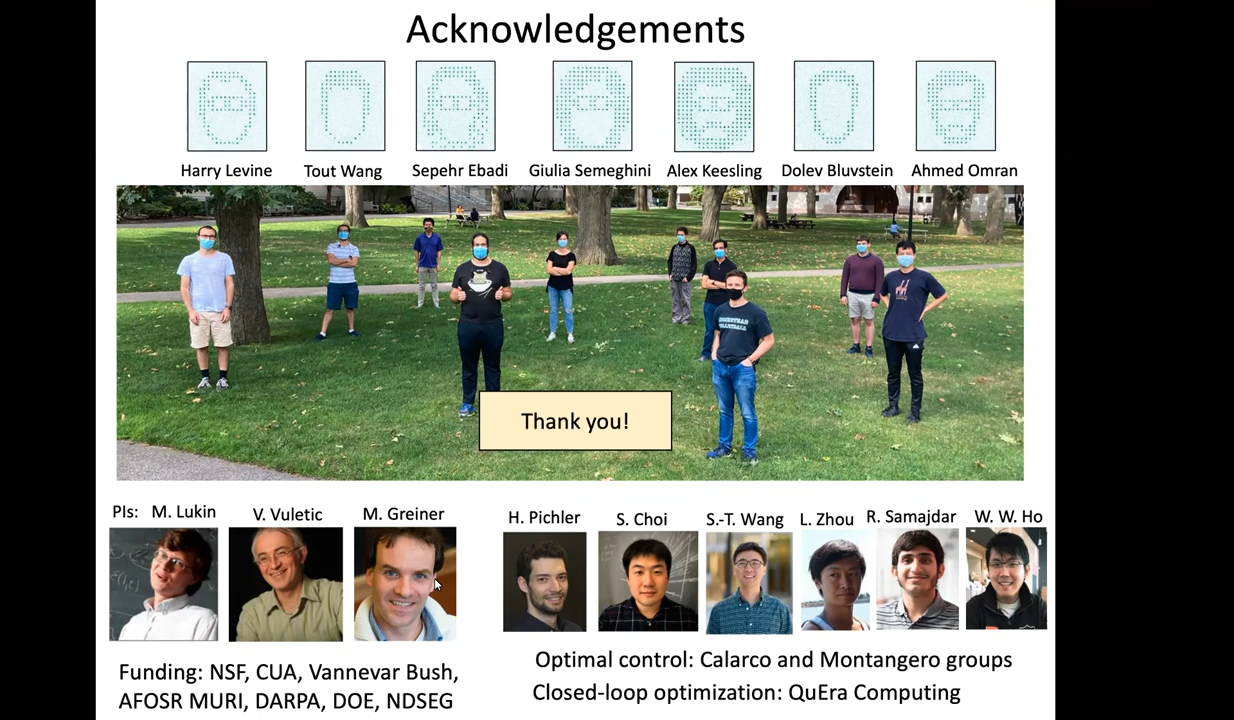 Acknowledgements
Harry Levine
Tout Wang
Sepehr Ebadi
Giulia Semeghini
Alex Keesling
Dolev Bluvstein
Ahmed Omran
Thank you!
PIs: M. Lukin
V. Vuletic
M. Greiner
H. Pichler
S. Choi
S.-T. Wang
L. Zhou
R. Samajdar
W. W. Ho
Funding: NSF, CUA, Vannevar Bush,
AFOSR MURI, DARPA, DOE, NDSEG
Optimal control: Calarco and Montangero groups
Closed-loop optimization: QuEra Computing